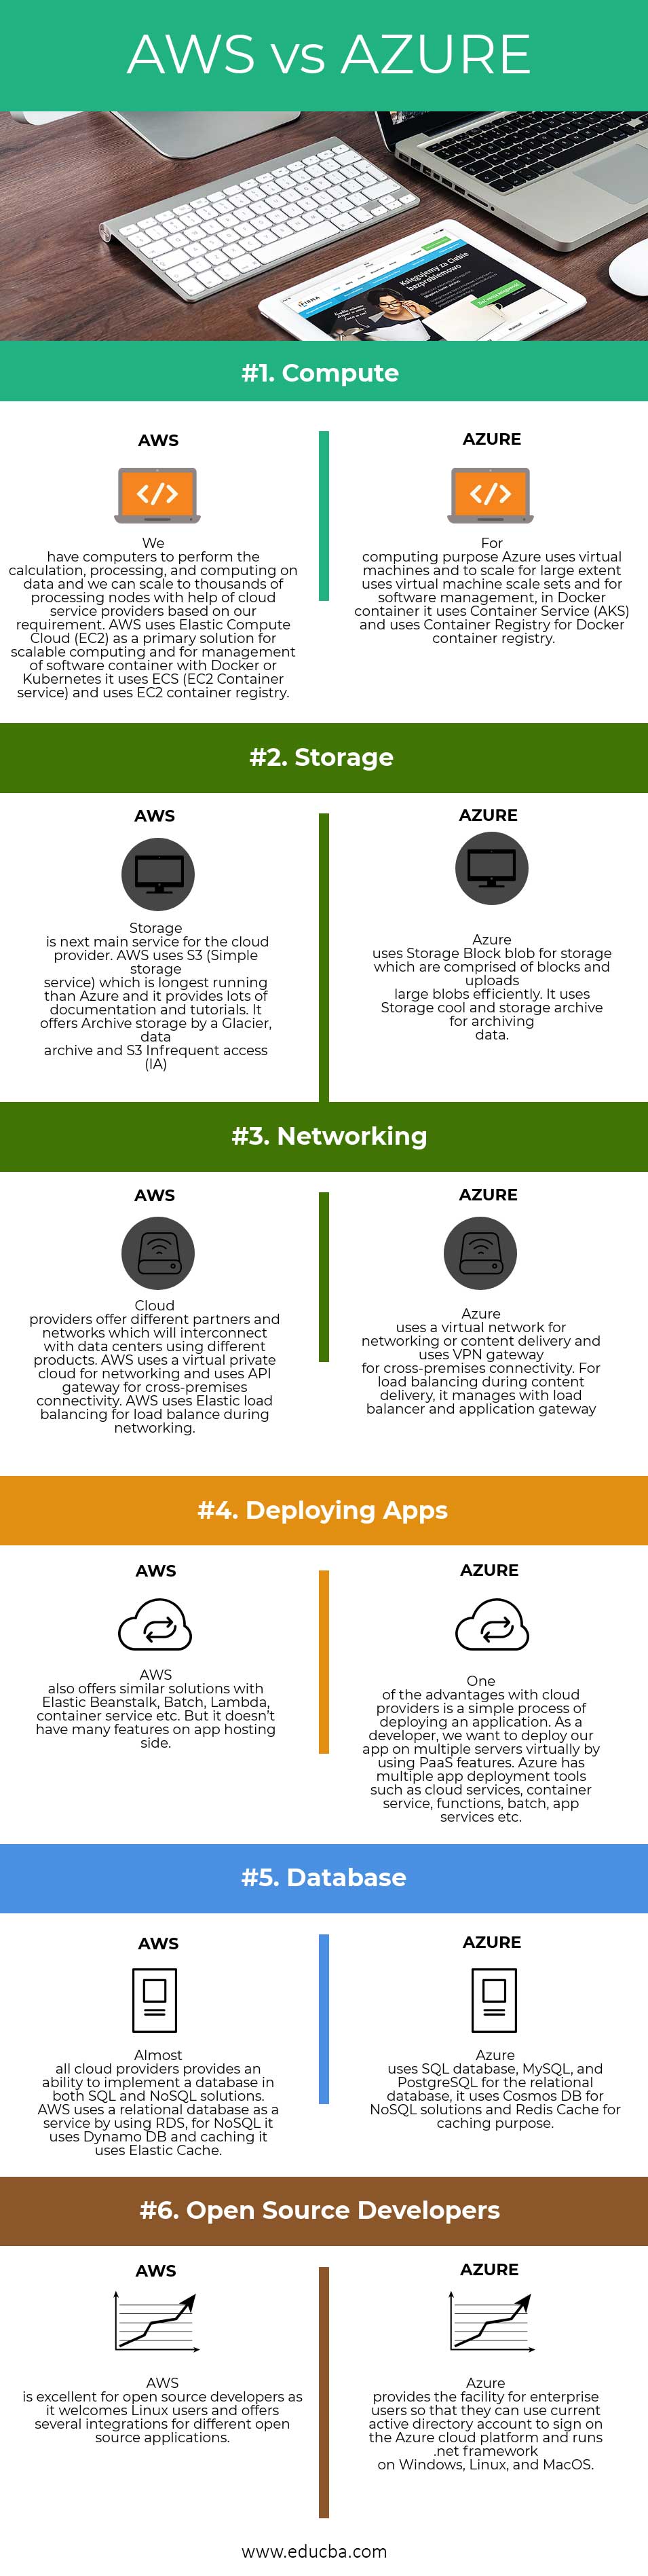 AWS vs AZURE
Księgujemy za Ciebie
bezproblemowo
#1. Compute
AWS
We
have computers to perform the
calculation, processing, and computing on
data and we can scale to thousands of
processing nodes with help of cloud
service providers based on our
requirement. AWS uses Elastic Compute
Cloud (EC2) as a primary solution for
scalable computing and for management
of software container with Docker or
Kubernetes it uses ECS (EC2 Container
service) and uses EC2 container registry.
AZURE
For
computing purpose Azure uses virtual
machines and to scale for large extent
uses virtual machine scale sets and for
software management, in Docker
container it uses Container Service (AKS)
and uses Container Registry for Docker
container registry.
#2. Storage
AWS
Storage
is next main service for the cloud
provider. AWS uses S3 (Simple
storage
service) which is longest running
than Azure and it provides lots of
documentation and tutorials. It
offers Archive storage by a Glacier,
data
archive and S3 Infrequent access
(IA)
AZURE
Azure
uses Storage Block blob for storage
which are comprised of blocks and
uploads
large blobs efficiently. It uses
Storage cool and storage archive
for archiving
data.
#3. Networking
AWS
Cloud
providers offer different partners and
networks which will interconnect
with data centers using different
products. AWS uses a virtual private
cloud for networking and uses API
gateway for cross-premises
connectivity. AWS uses Elastic load
balancing for load balance during
networking.
AZURE
Azure
uses a virtual network for
networking or content delivery and
uses VPN gateway
for cross-premises connectivity. For
load balancing during content
delivery, it manages with load
balancer and application gateway
#4. Deploying Apps
AWS
AWS
also offers similar solutions with
Elastic Beanstalk, Batch, Lambda,
container service etc. But it doesn't
have many features on app hosting
side.
AZURE
One
of the advantages with cloud
providers is a simple process of
deploying an application. As a
developer, we want to deploy our
app on multiple servers virtually by
using PaaS features. Azure has
multiple app deployment tools
such as cloud services, container
service, functions, batch, app
services etc.
#5. Database
AWS
Almost
all cloud providers provides an
ability to implement a database in
both SQL and NoSQL solutions.
AWS uses a relational database as a
service by using RDS, for NoSQL it
uses Dynamo DB and caching it
uses Elastic Cache.
AZURE
Azure
uses SQL database, MySQL, and
PostgreSQL for the relational
database, it uses Cosmos DB for
NoSQL solutions and Redis Cache for
caching purpose.
#6. Open Source Developers
AWS
AWS
is excellent for open source developers as
it welcomes Linux users and offers
several integrations for different open
source applications.
AZURE
Azure
provides the facility for enterprise
users so that they can use current
active directory account to sign on
the Azure cloud platform and runs
.net framework
on Windows, Linux, and MacOS.
www.educba.com